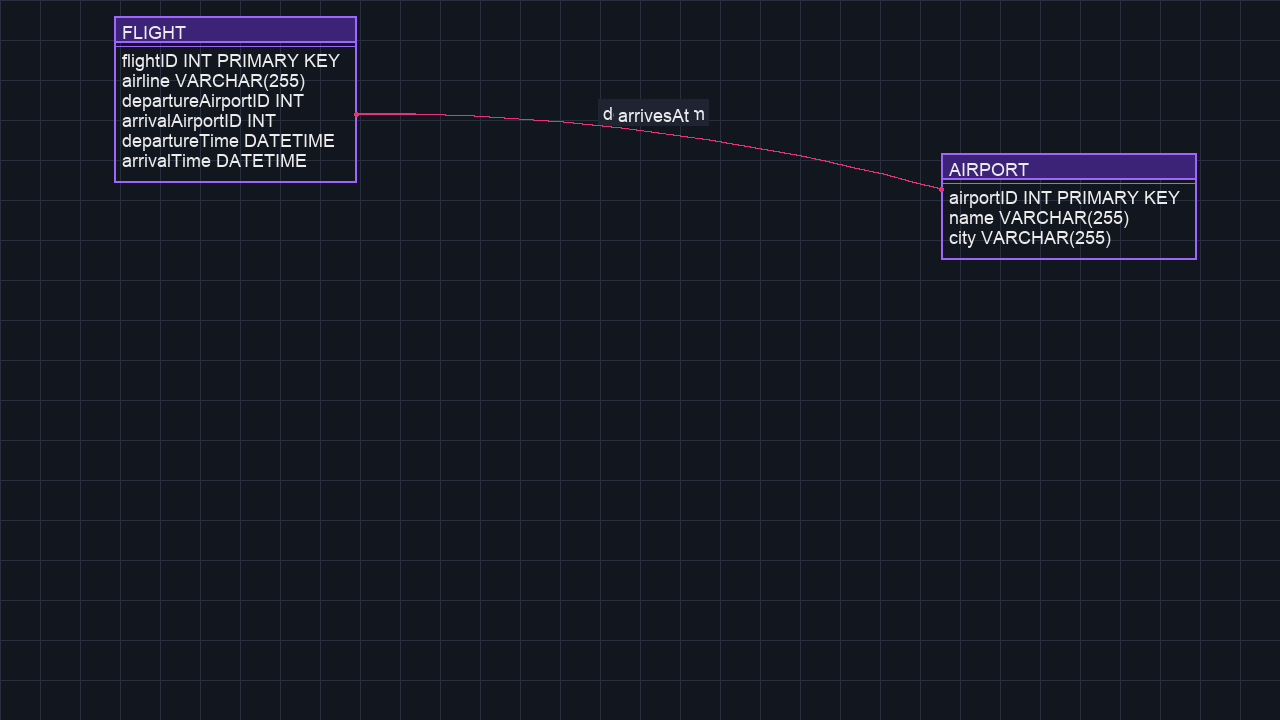 FLIGHT
flightID INT PRIMARY KEY
airline VARCHAR(255)
departureAirportID INT
arrivalAirportID INT
departureTime DATETIME
arrivalTime DATETIME
arrivesAt
AIRPORT
airportID INT PRIMARY KEY
name VARCHAR(255)
city VARCHAR(255)